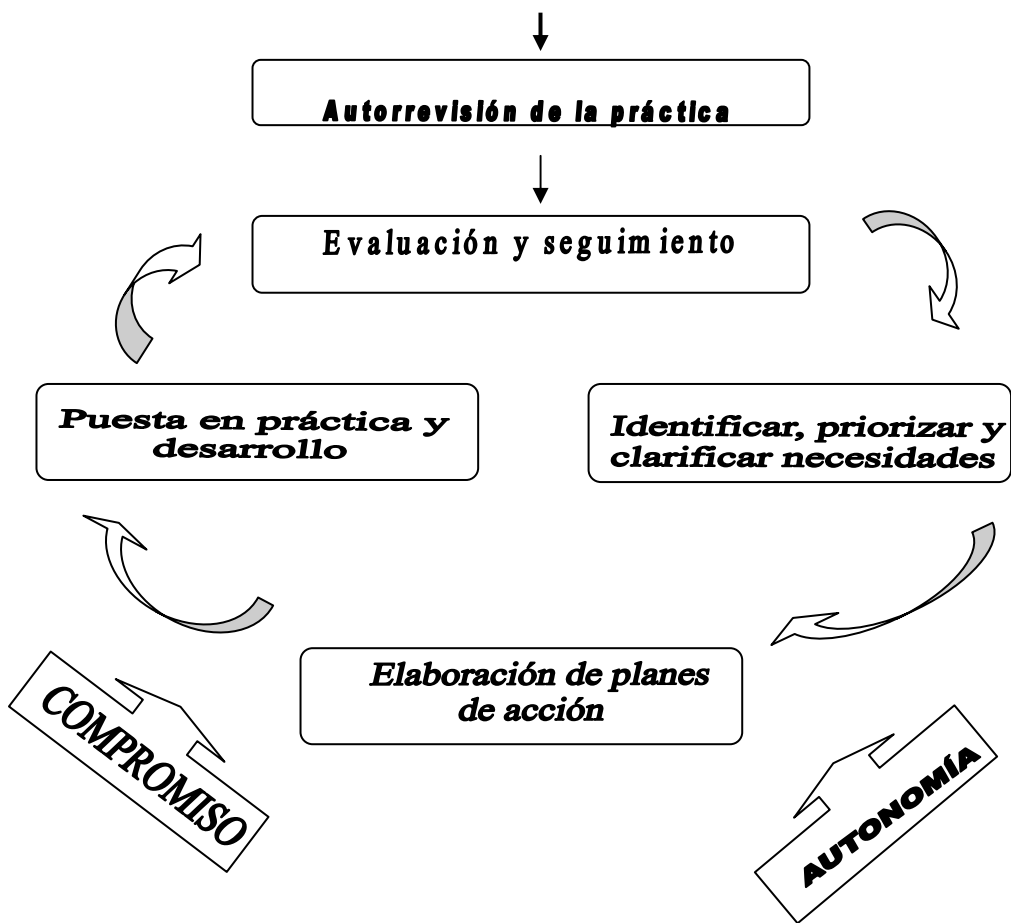 Autorrevisión de la práctica
Evaluación y seguimiento
Puesta en práctica y
desarrollo
Identificar, priorizar y
clarificar necesidades
Elaboración de planes
de acción
COMPROMISO
AUTONOMÍA